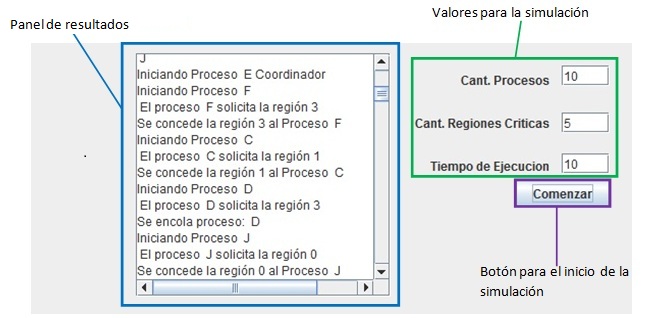 Valores para la simulación
Panel de resultados
J
Iniciando Proceso E Coordinador
Iniciando Proceso F
El proceso F solicita la región 3
Se concede la región 3 al Proceso F
Iniciando Proceso C
El proceso C solicita la región 1
Se concede la región 1 al Proceso C
Iniciando Proceso D
El proceso D solicita la región 3
Se encola proceso: D
Iniciando Proceso J
El proceso J solicita la región 0
Se concede la región 0 al Proceso J
Cant. Procesos 10
Cant. Regiones Criticas 5
Tiempo de Ejecucion 10
Comenzar
Botón para el inicio de la
simulación